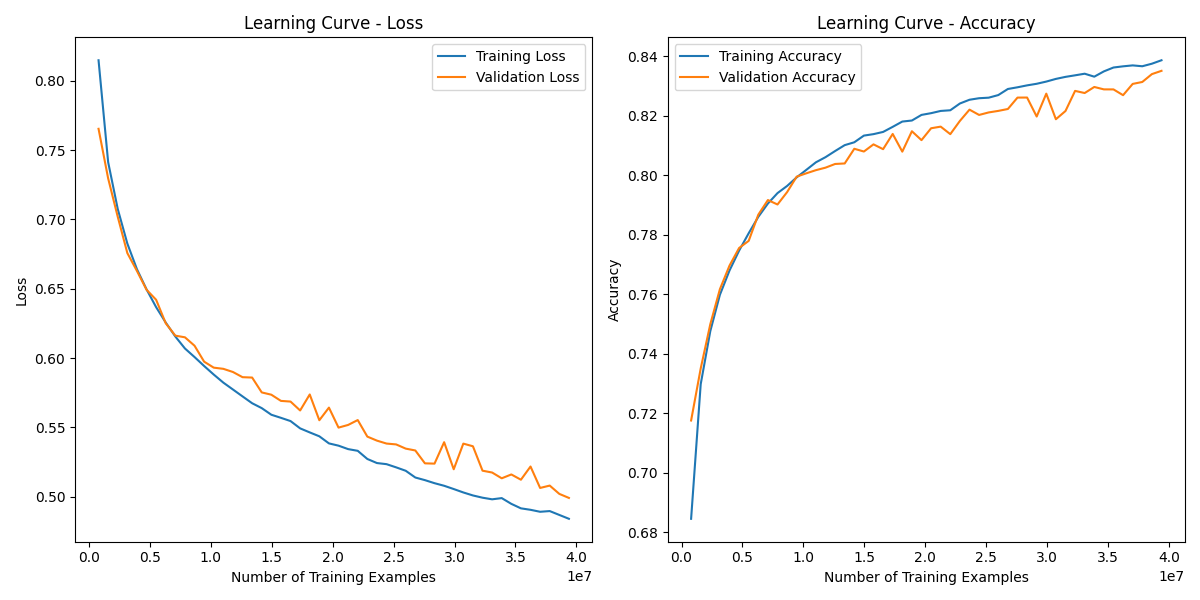 Learning Curve - Loss
Training Loss
Validation Loss
0.80
0.75
0.70
0.65
0.60
0.55
0.50
Loss
0.0 0.5 1.0 1.5 2.0 2.5 3.0 3.5 4.0
1e7
Number of Training Examples
Learning Curve - Accuracy
Training Accuracy
Validation Accuracy
0.84
0.82
0.80
0.78
0.76
0.74
0.72
0.70
0.68
Accuracy
0.0 0.5 1.0 1.5 2.0 2.5 3.0 3.5 4.0
1e7
Number of Training Examples